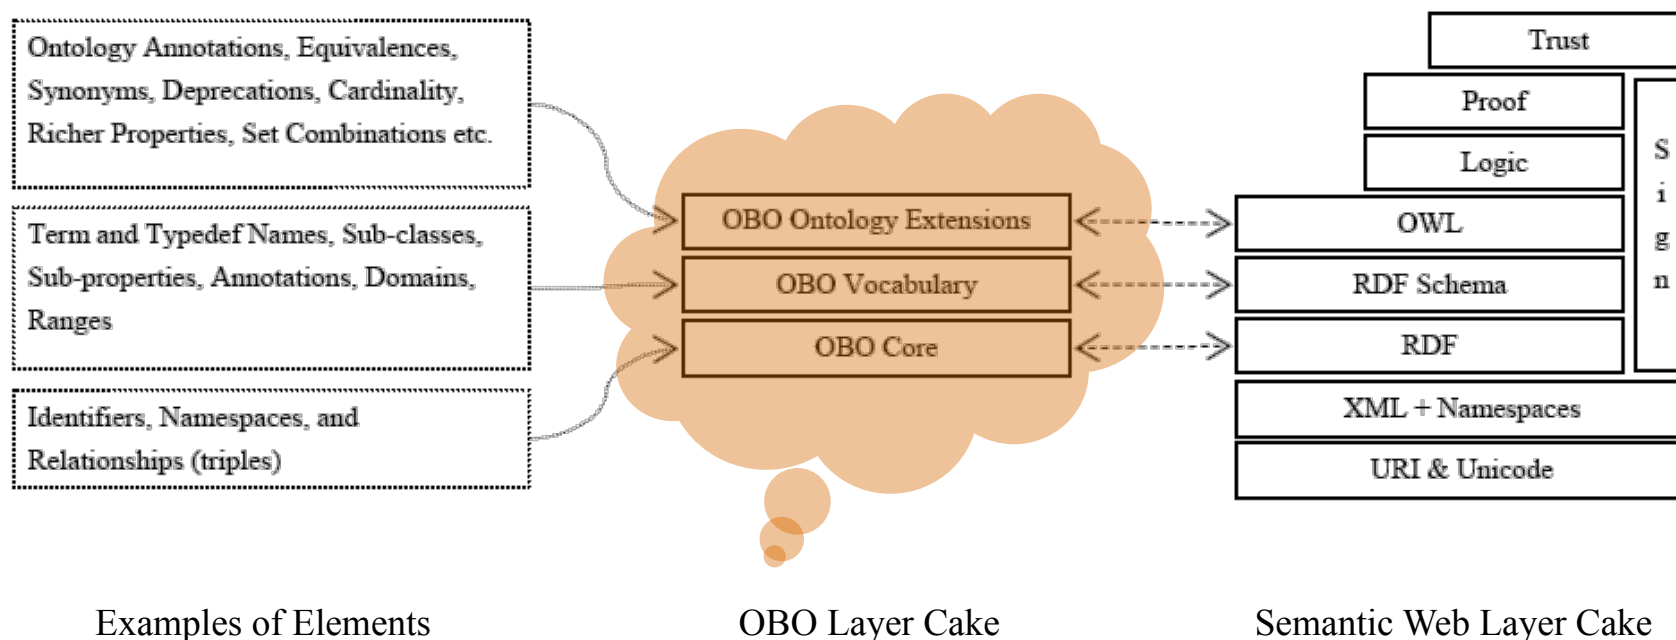 Ontology Annotations, Equivalences,
Synonyms, Deprecations, Cardinality,
Richer Properties, Set Combinations etc.
Term and Typedef Names, Sub-classes,
Sub-properties, Annotations, Domains,
Ranges
Identifiers, Namespaces, and
Relationships (triples)
Examples of Elements
OBO Ontology Extensions
OBO Vocabulary
OBO Core
OBO Layer Cake
Trust
Proof
Logic
OWL
RDF Schema
RDF
XML + Namespaces
URI & Unicode
Sign
Semantic Web Layer Cake